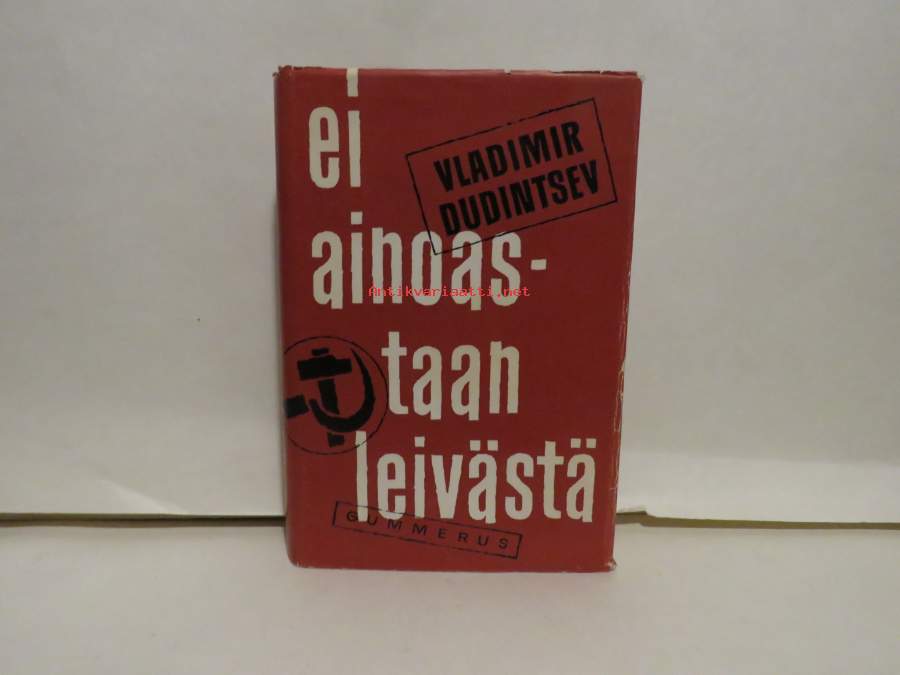 ei
VLADIMIR
DUDINTSEV
ainoas-
Antikvariaatti.net
taan
leivästä
GUMMERUS